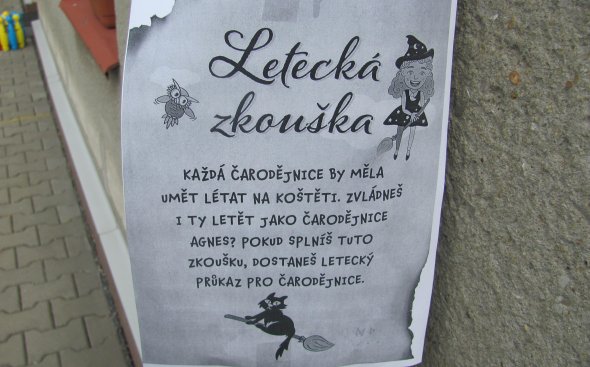 Letecká
zkouška
KAŽDÁ ČARODĚJNICE BY MĚLA
UMĚT LÉTAT NA KOŠTĚTI. ZVLÁDNEŠ
I TY LETĚT JAKO ČARODĚJNICE
AGNES? POKUD SPLNÍŠ TUTO
ZKOUŠKU, DOSTANEŠ LETECKÝ
PRŮKAZ PRO ČARODĚJNICE.